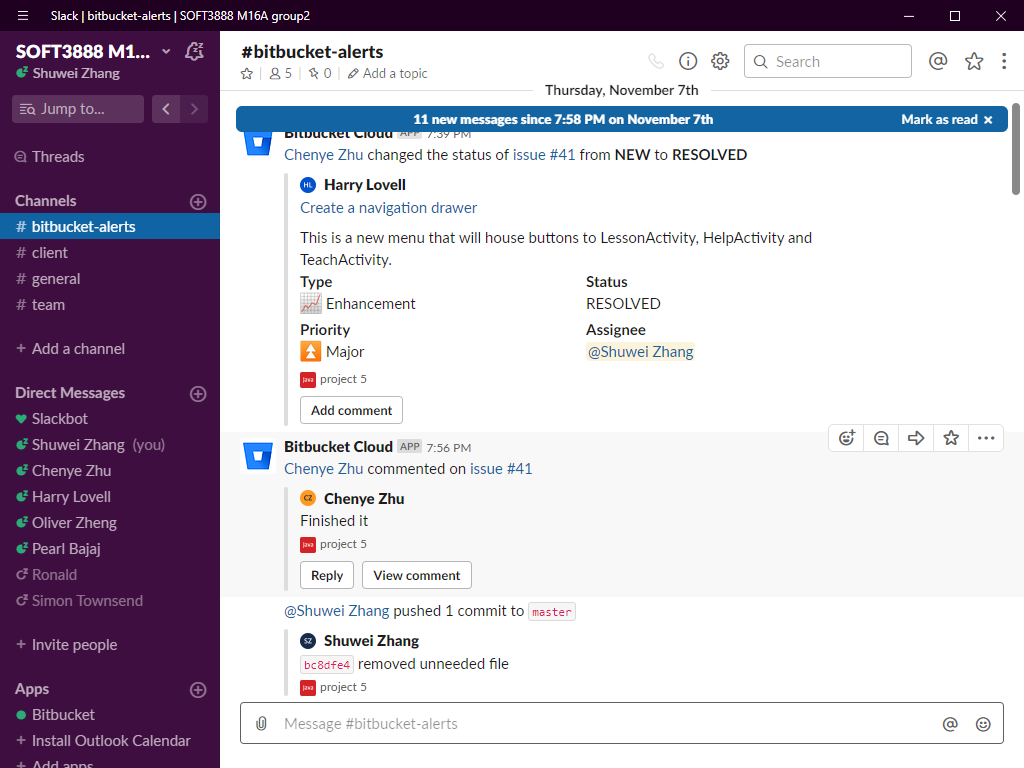 Slack | bitbucket-alerts | SOFT3888 M16A group2
SOFT3888 M1...
Shuwei Zhang
Jump to...
Threads
Channels
# bitbucket-alerts
# client
# general
# team
+ Add a channel
Direct Messages
Slackbot
Shuwei Zhang (you)
Chenye Zhu
Harry Lovell
Oliver Zheng
Pearl Bajaj
Ronald
Simon Townsend
+ Invite people
Apps
Bitbucket
+ Install Outlook Calendar
+ Add apps
#bitbucket-alerts
5 | 0 | Add a topic
Search
Thursday, November 7th
11 new messages since 7:58 PM on November 7th Mark as read
Bitbucket Cloud APP 7:39 PM
Chenye Zhu changed the status of issue #41 from NEW to RESOLVED
HL Harry Lovell
Create a navigation drawer
This is a new menu that will house buttons to LessonActivity, HelpActivity and
TeachActivity.
Type Status
Enhancement RESOLVED
Priority Assignee
Major @Shuwei Zhang
java project 5
Add comment
Bitbucket Cloud APP 7:56 PM
Chenye Zhu commented on issue #41
CZ Chenye Zhu
Finished it
java project 5
Reply View comment
@Shuwei Zhang pushed 1 commit to master
SZ Shuwei Zhang
bc8dfe4 removed unneeded file
java project 5
Message #bitbucket-alerts